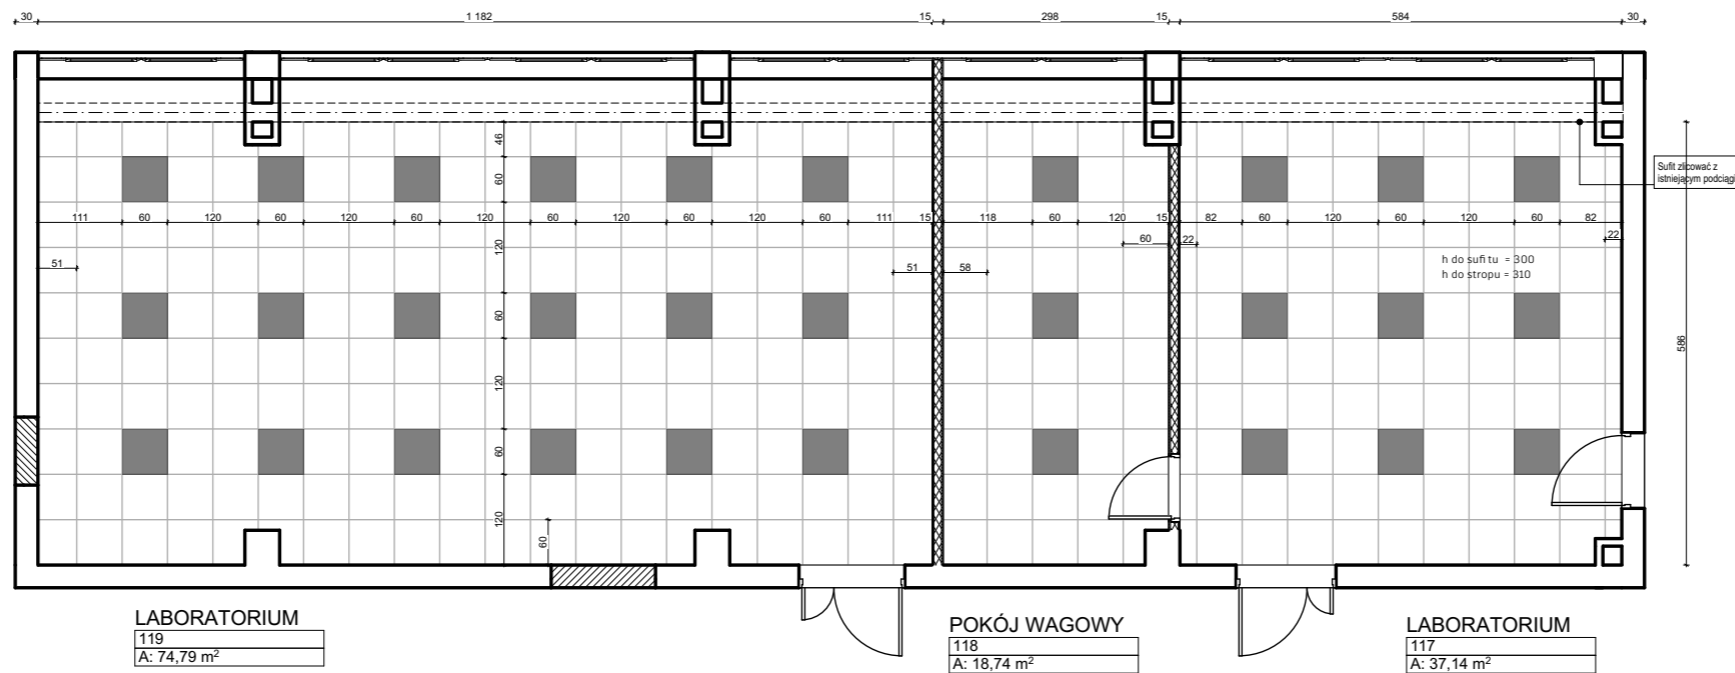 30 1 182 15 298 15 584 30
46
60
Sufit zlicować z
istniejącym podciągi
111 60 120 60 120 60 120 60 120 60 120 60 111 15 118 60 120 15 82 60 120 60 120 60 82
120
60 22 22
51 51 58
h do sufitu = 300
h do stropu = 310
60
586
120
60
120
60
LABORATORIUM
119
A: 74,79 m²
POKÓJ WAGOWY
118
A: 18,74 m²
LABORATORIUM
117
A: 37,14 m²